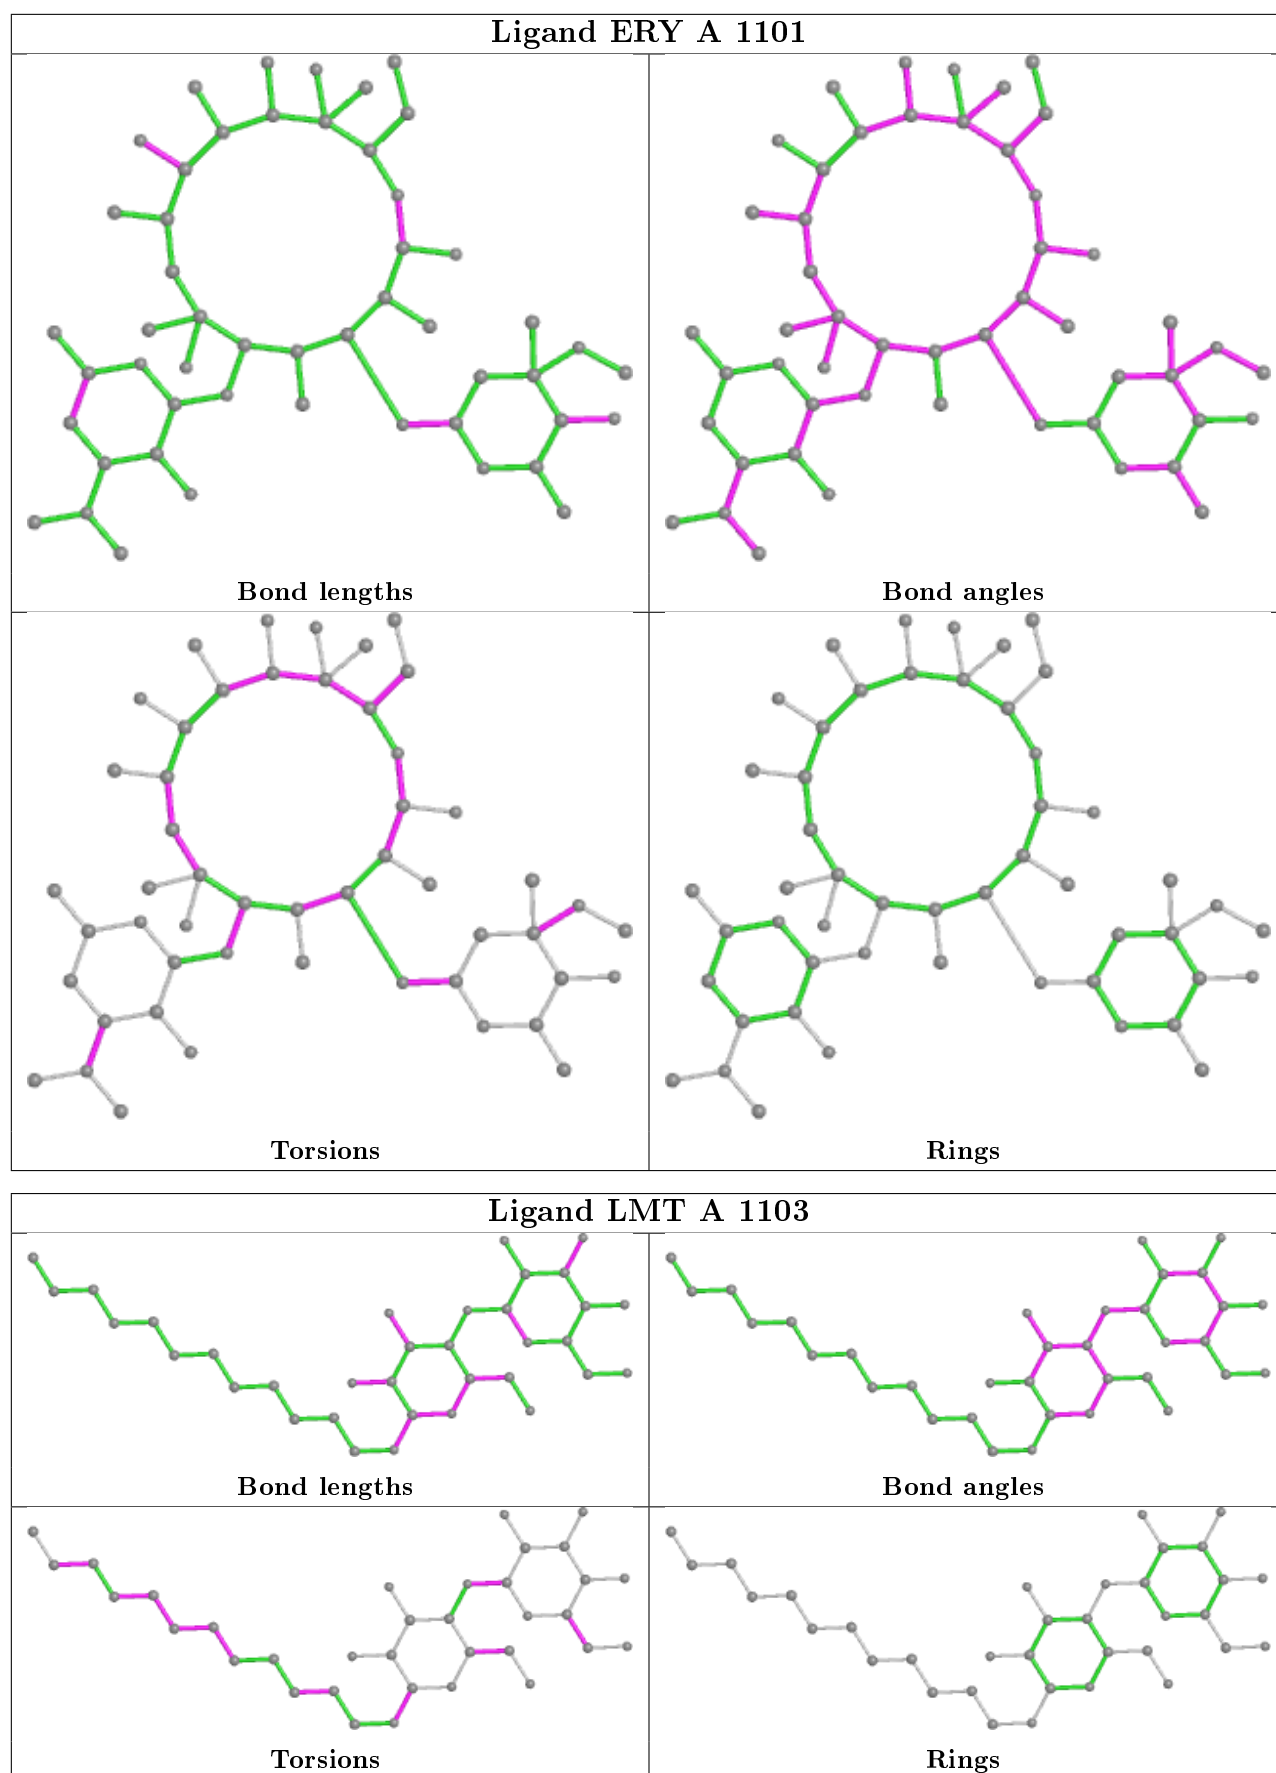 Ligand ERY A 1101
Bond lengths
Bond angles
Torsions
Rings
Ligand LMT A 1103
Bond lengths
Bond angles
Torsions
Rings